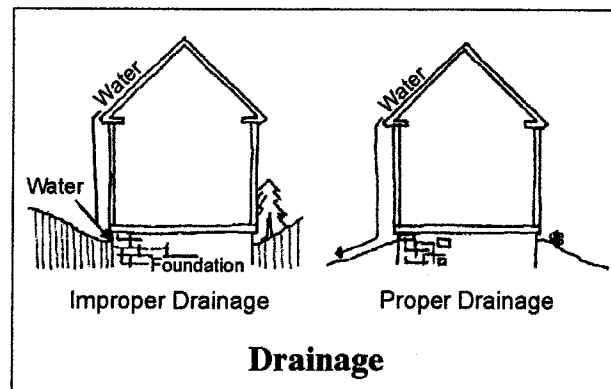 Water
Water
Foundation
Improper Drainage
Water
Proper Drainage
Drainage